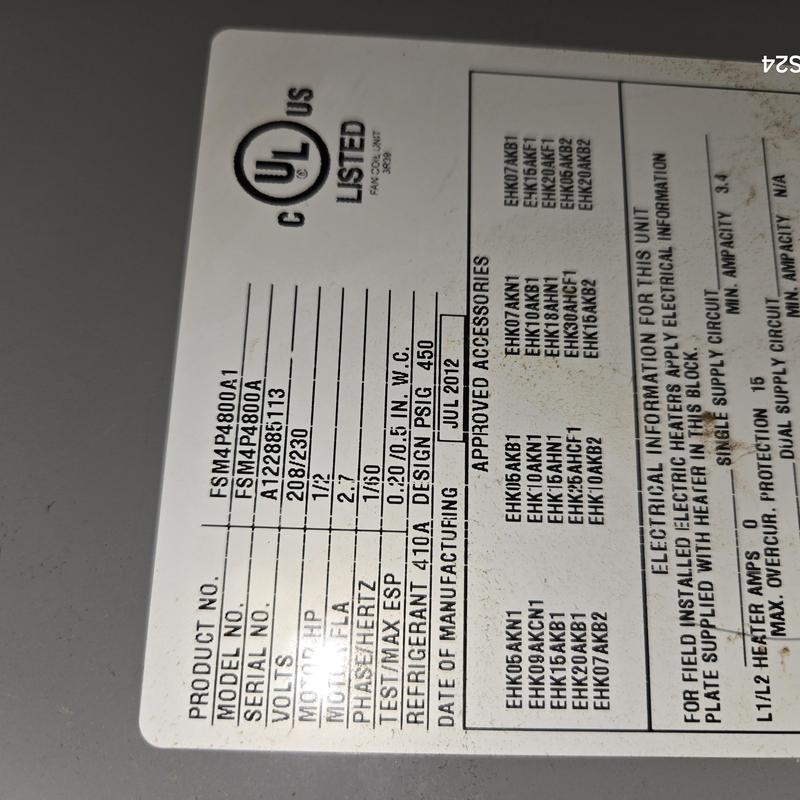 C UL US
LISTED
FAN COIL UNIT
3R39
PRODUCT NO. FSM4P4800A1
MODEL NO. FSM4P4800A
SERIAL NO. A122885113
VOLTS 208/230
MOTOR HP 1/2
MOTOR FLA 2.7
PHASE/HERTZ 1/60
TEST/MAX ESP 0.20 /0.5 IN. W.C.
REFRIGERANT 410A DESIGN PSIG 450
DATE OF MANUFACTURING JUL 2012
APPROVED ACCESSORIES
EHK05AKN1 EHK05AKB1 EHK07AKN1 EHK07AKB1
EHK09AKCN1 EHK10AKN1 EHK10AKB1 EHK15AKF1
EHK15AKB1 EHK15AHN1 EHK18AHN1 EHK20AKF1
EHK20AKB1 EHK25AHCF1 EHK30AHCF1 EHK05AKB2
EHK07AKB2 EHK10AKB2 EHK15AKB2 EHK20AKB2
ELECTRICAL INFORMATION FOR THIS UNIT
FOR FIELD INSTALLED ELECTRIC HEATERS APPLY ELECTRICAL INFORMATION
PLATE SUPPLIED WITH HEATER IN THIS BLOCK.
SINGLE SUPPLY CIRCUIT
L1/L2 HEATER AMPS 0 MIN. AMPACITY 3.4
MAX. OVERCUR. PROTECTION 15
DUAL SUPPLY CIRCUIT
MIN. AMPACITY N/A
S24